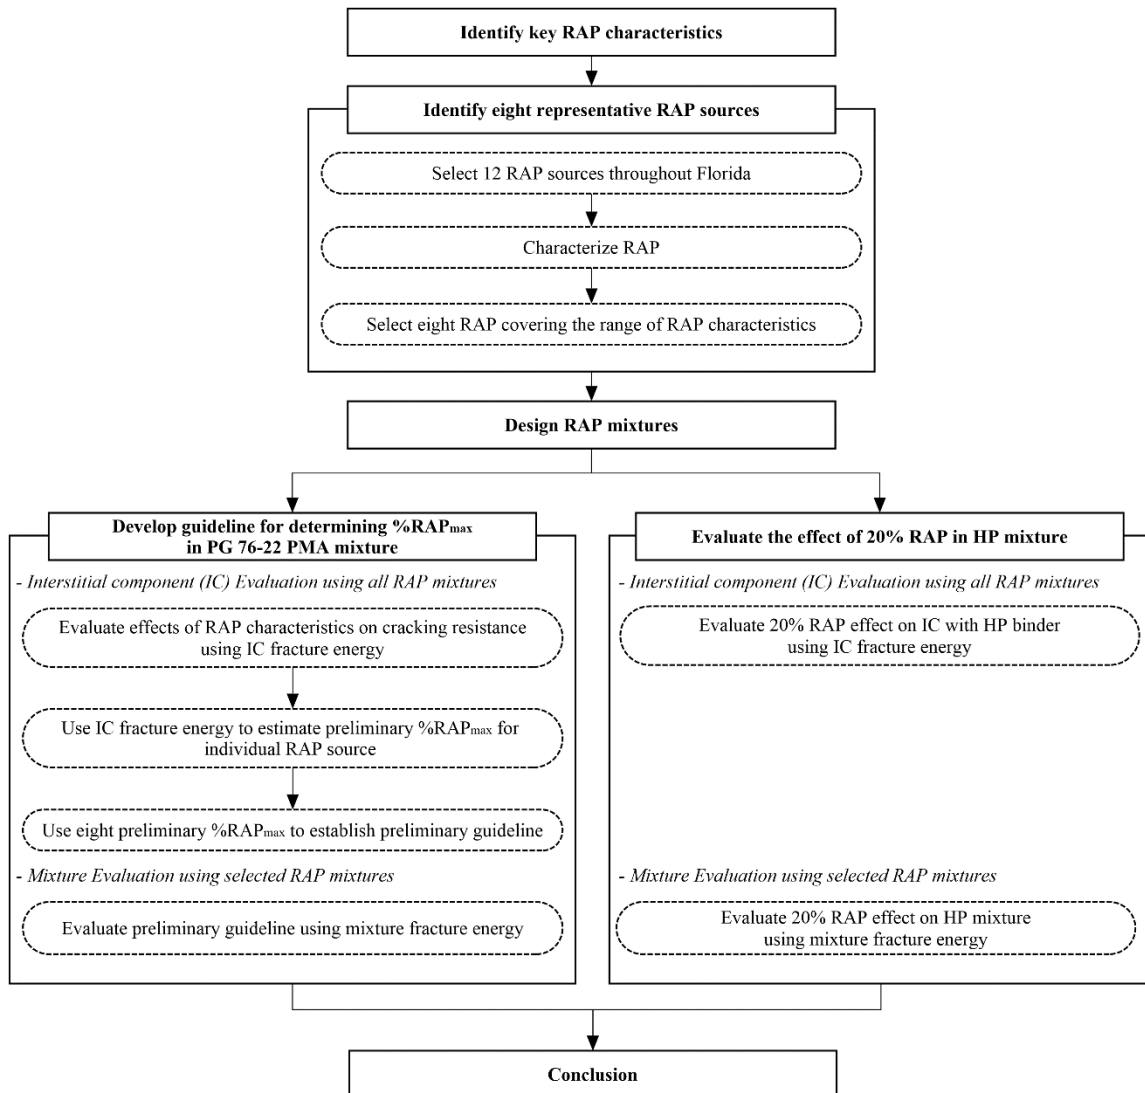 Identify key RAP characteristics
Identify eight representative RAP sources
Select 12 RAP sources throughout Florida
Characterize RAP
Select eight RAP covering the range of RAP characteristics
Design RAP mixtures
Develop guideline for determining %RAPmax
in PG 76-22 PMA mixture
- Interstitial component (IC) Evaluation using all RAP mixtures
Evaluate effects of RAP characteristics on cracking resistance
using IC fracture energy
Use IC fracture energy to estimate preliminary %RAPmax for
individual RAP source
Use eight preliminary %RAPmax to establish preliminary guideline
- Mixture Evaluation using selected RAP mixtures
Evaluate preliminary guideline using mixture fracture energy
Evaluate the effect of 20% RAP in HP mixture
- Interstitial component (IC) Evaluation using all RAP mixtures
Evaluate 20% RAP effect on IC with HP binder
using IC fracture energy
- Mixture Evaluation using selected RAP mixtures
Evaluate 20% RAP effect on HP mixture
using mixture fracture energy
Conclusion